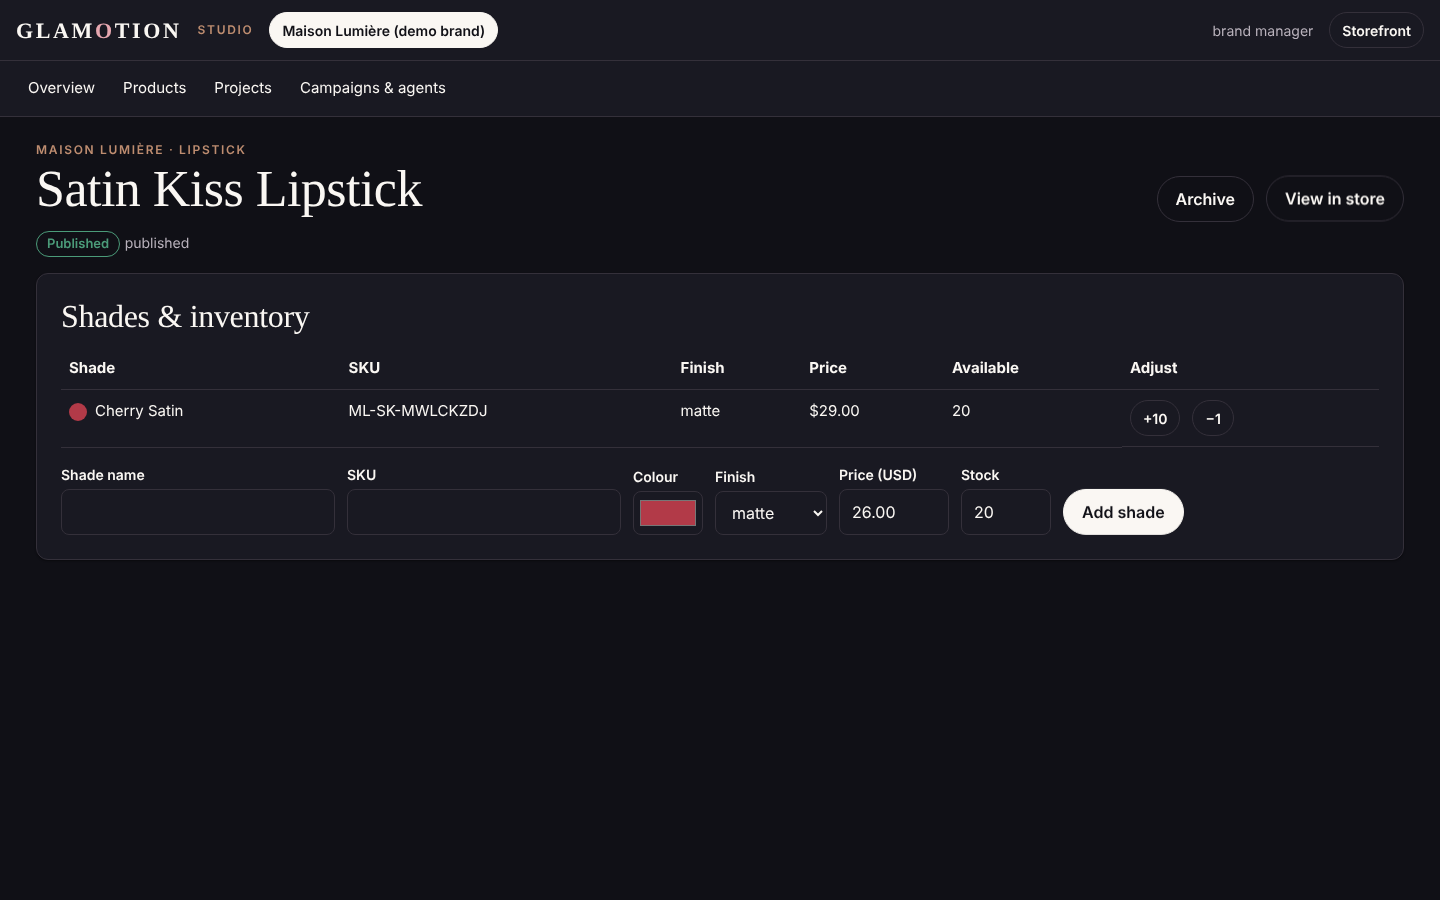 GLAMOTION STUDIO Maison Lumière (demo brand) brand manager Storefront
Overview Products Projects Campaigns & agents
MAISON LUMIÈRE · LIPSTICK
Satin Kiss Lipstick
Archive View in store
Published published
Shades & inventory
Shade SKU Finish Price Available Adjust
Cherry Satin ML-SK-MWLCKZDJ matte $29.00 20 +10 −1
Shade name SKU Colour Finish Price (USD) Stock
matte 26.00 20 Add shade